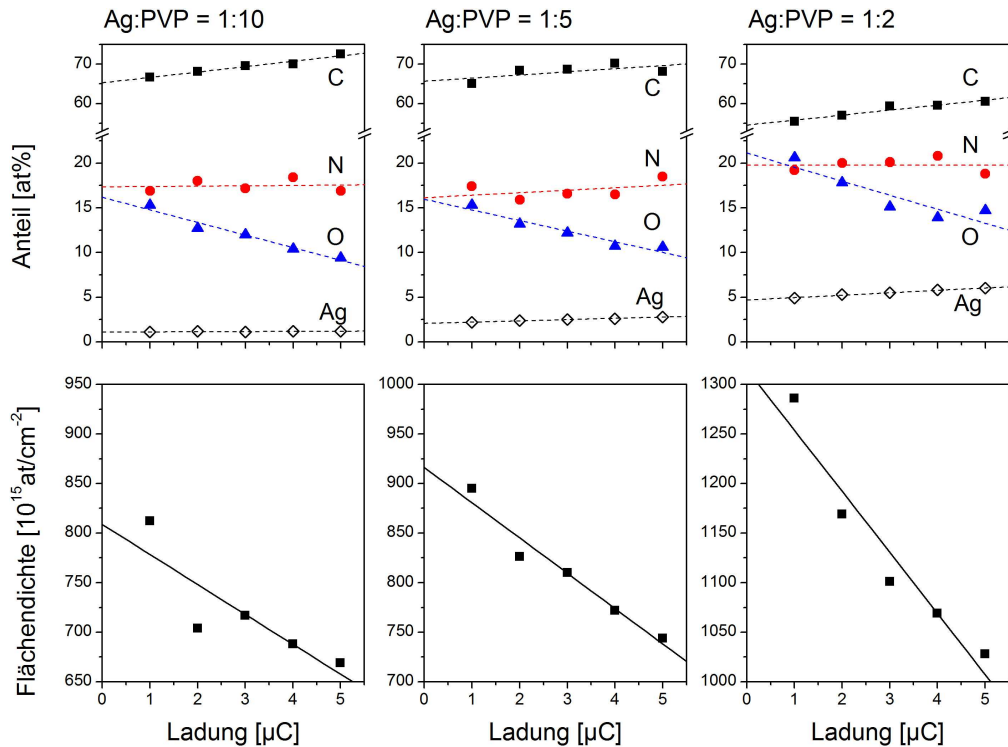 Ag:PVP = 1:10
Ag:PVP = 1:5
Ag:PVP = 1:2
Anteil [at%]
70
60
20
15
10
5
0
C
N
O
Ag
70
60
20
15
10
5
0
C
N
O
Ag
70
60
20
15
10
5
0
C
N
O
Ag
Flächendichte [10¹⁵at/cm⁻²]
950
900
850
800
750
700
650
0 1 2 3 4 5
Ladung [µC]
1000
950
900
850
800
750
700
0 1 2 3 4 5
Ladung [µC]
1300
1250
1200
1150
1100
1050
1000
0 1 2 3 4 5
Ladung [µC]